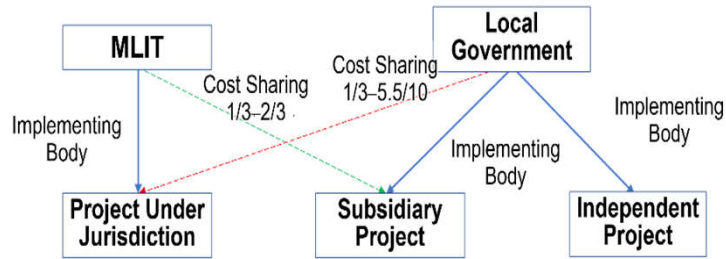 MLIT
Local
Government
Cost Sharing
1/3–2/3
Cost Sharing
1/3–5.5/10
Implementing
Body
Implementing
Body
Implementing
Body
Project Under
Jurisdiction
Subsidiary
Project
Independent
Project